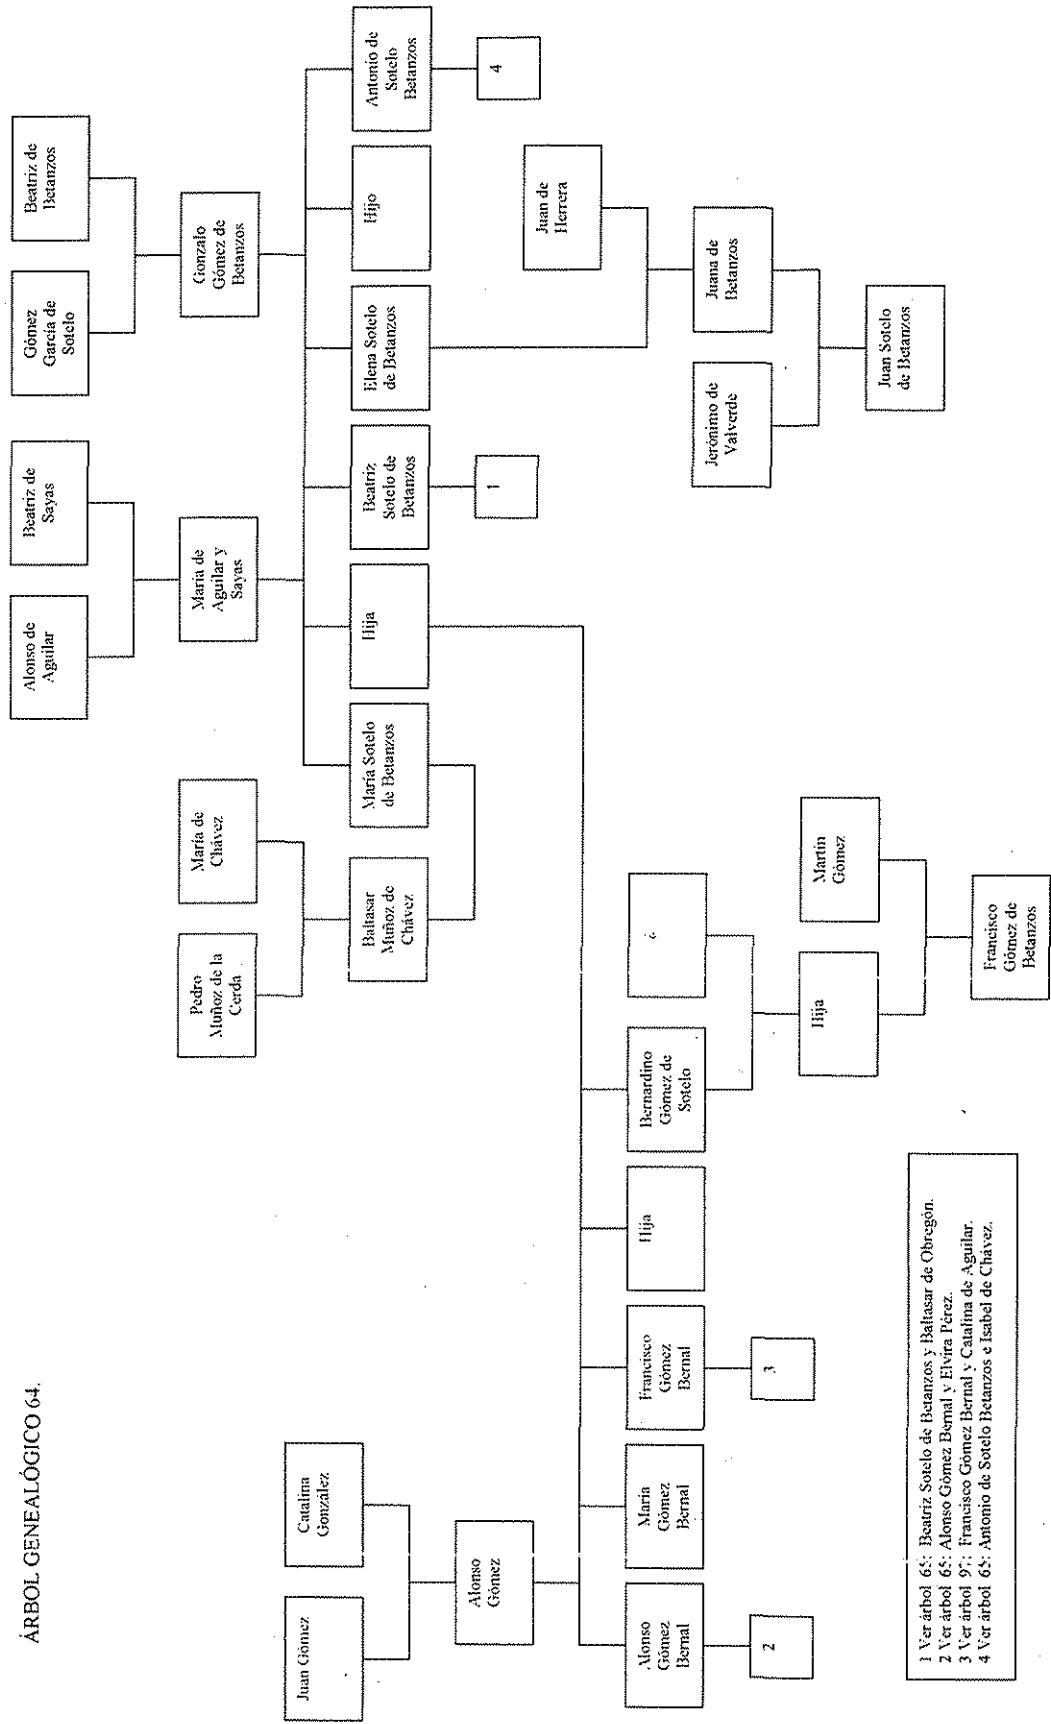 ÁRBOL GENEALÓGICO 64.
Alonso de
Aguilar
Beatriz de
Sayas
Gómez
García de
Sotelo
Beatriz de
Betanzos
Pedro
Muñoz de la
Cerda
María de
Chávez
María de
Aguilar y
Sayas
Gonzalo
Gómez de
Betanzos
Juan Gómez
Catalina
González
Baltasar
Muñoz de
Chávez
María Sotelo
de Betanzos
Hija
Beatriz
Sotelo de
Betanzos
Elena Sotelo
de Betanzos
Hijo
Antonio de
Sotelo
Betanzos
1
4
Alonso
Gómez
Juan de
Herrera
Alonso
Gómez
Bernal
María
Gómez
Bernal
Francisco
Gómez
Bernal
Hija
Bernardino
Gómez de
Sotelo
¿
Jerónimo de
Valverde
Juana de
Betanzos
2
3
Hija
Martín
Gómez
Juan Sotelo
de Betanzos
Francisco
Gómez de
Betanzos
1 Ver árbol 65: Beatriz Sotelo de Betanzos y Baltasar de Obregón.
2 Ver árbol 65: Alonso Gómez Bernal y Elvira Pérez.
3 Ver árbol 97: Francisco Gómez Bernal y Catalina de Aguilar.
4 Ver árbol 65: Antonio de Sotelo Betanzos e Isabel de Chávez.